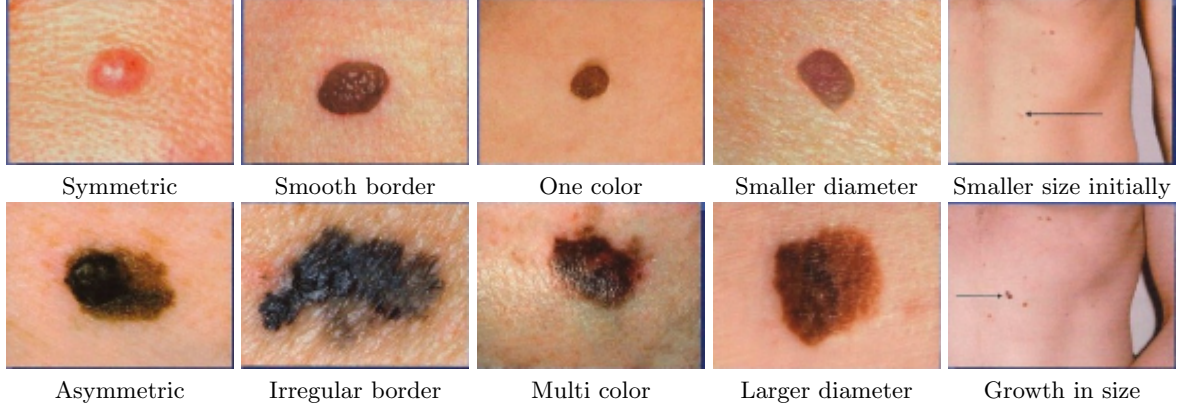 Symmetric
Smooth border
One color
Smaller diameter
Smaller size initially
Asymmetric
Irregular border
Multi color
Larger diameter
Growth in size